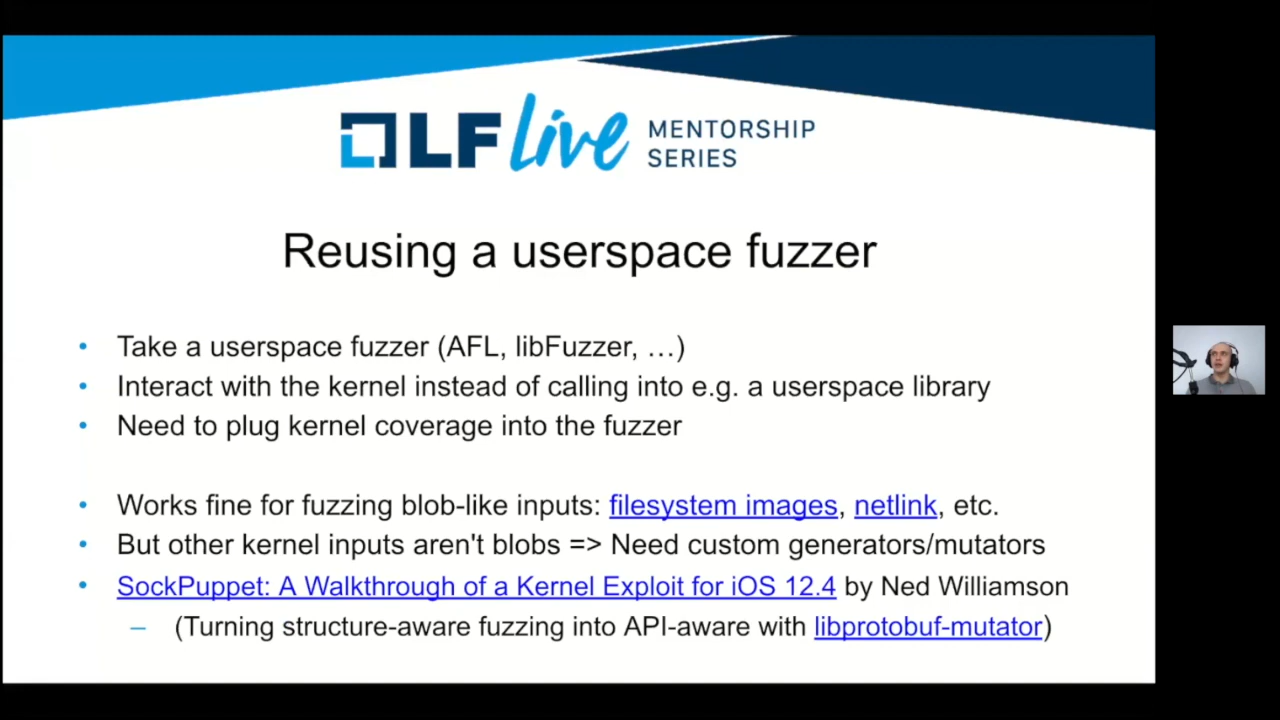 LF Live MENTORSHIP
SERIES
Reusing a userspace fuzzer
• Take a userspace fuzzer (AFL, libFuzzer, …)
• Interact with the kernel instead of calling into e.g. a userspace library
• Need to plug kernel coverage into the fuzzer
• Works fine for fuzzing blob-like inputs: filesystem images, netlink, etc.
• But other kernel inputs aren't blobs => Need custom generators/mutators
• SockPuppet: A Walkthrough of a Kernel Exploit for iOS 12.4 by Ned Williamson
– (Turning structure-aware fuzzing into API-aware with libprotobuf-mutator)